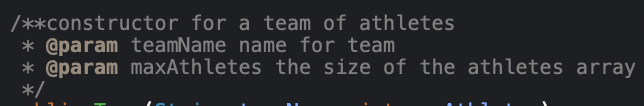 /**constructor for a team of athletes
* @param teamName name for team
* @param maxAthletes the size of the athletes array
*/